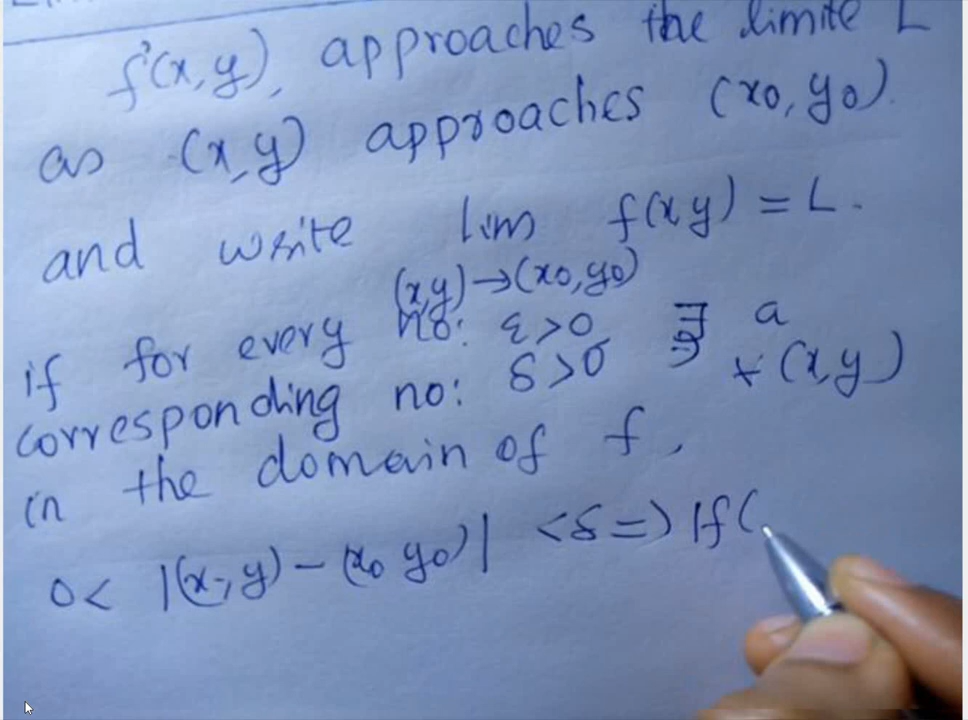 f(x,y), approaches the limite L
as (x,y) approaches (x0,y0).
and write lim f(x,y) = L.
(x,y)→(x0,y0)
if for every no: ε>0 ∃ a
corresponding no: δ>0 ∋ ∀ (x,y)
in the domain of f,
0< |(x,y) - (x0 y0)| <δ => |f(